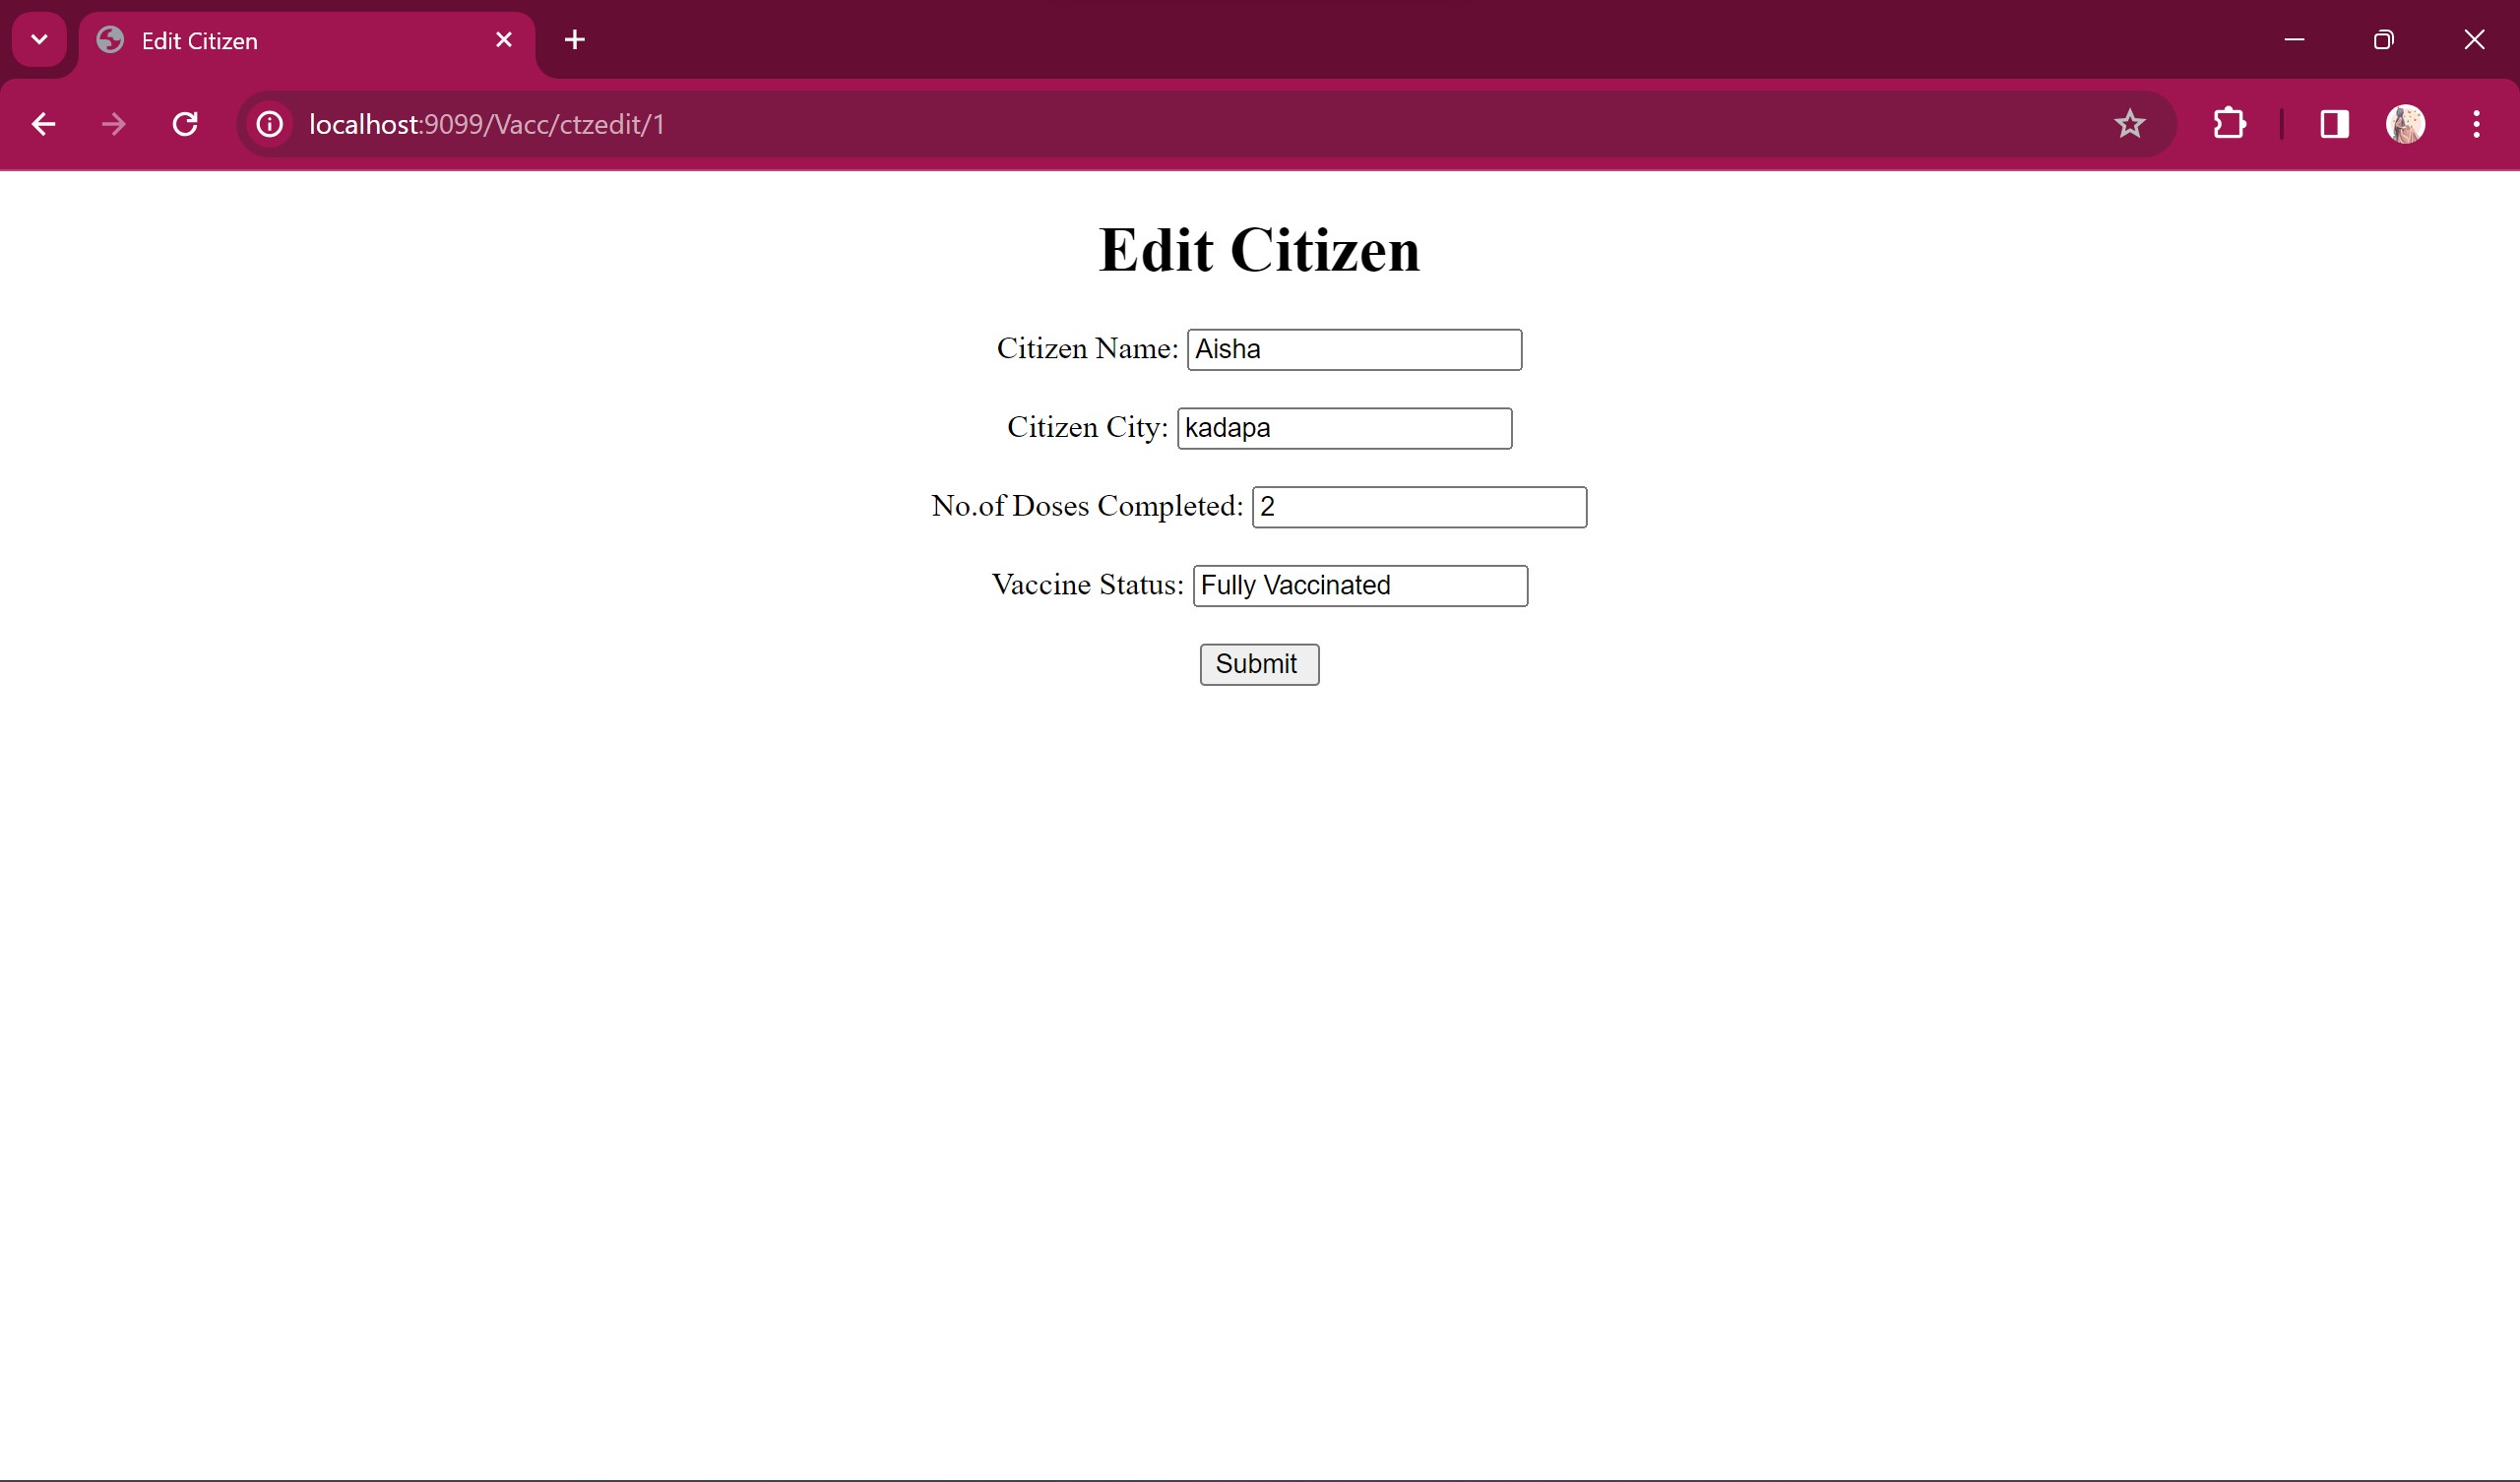 Edit Citizen
localhost:9099/Vacc/ctzedit/1
Edit Citizen
Citizen Name: Aisha
Citizen City: kadapa
No.of Doses Completed: 2
Vaccine Status: Fully Vaccinated
Submit